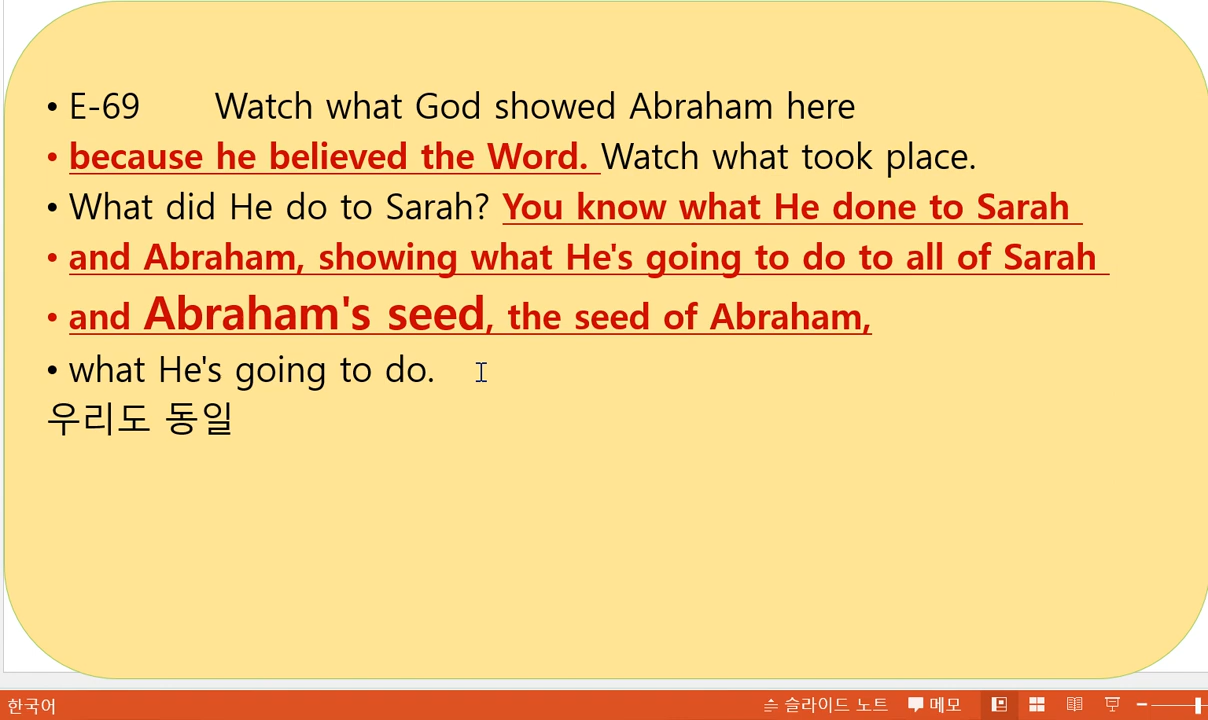 • E-69 Watch what God showed Abraham here
• because he believed the Word. Watch what took place.
• What did He do to Sarah? You know what He done to Sarah
• and Abraham, showing what He's going to do to all of Sarah
• and Abraham's seed, the seed of Abraham,
• what He's going to do.
우리도 동일
한국어 슬라이드 노트 메모